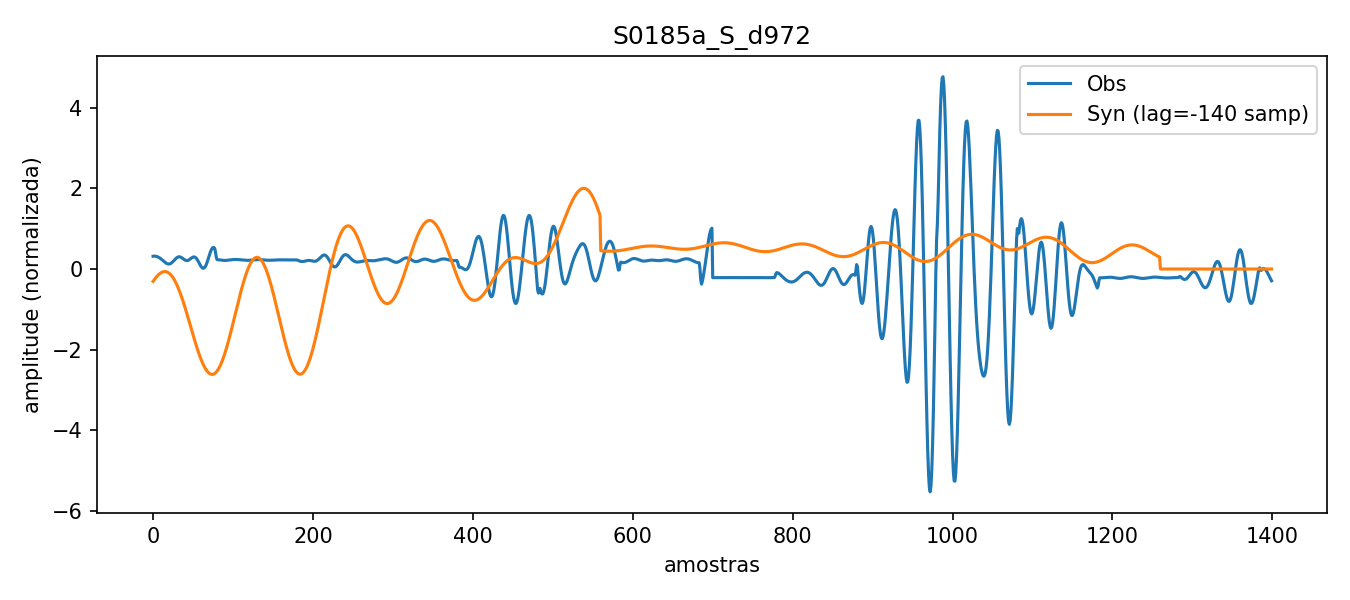 S0185a_S_d972
Obs
Syn (lag=-140 samp)
amplitude (normalizada)
4
2
0
−2
−4
−6
0 200 400 600 800 1000 1200 1400
amostras